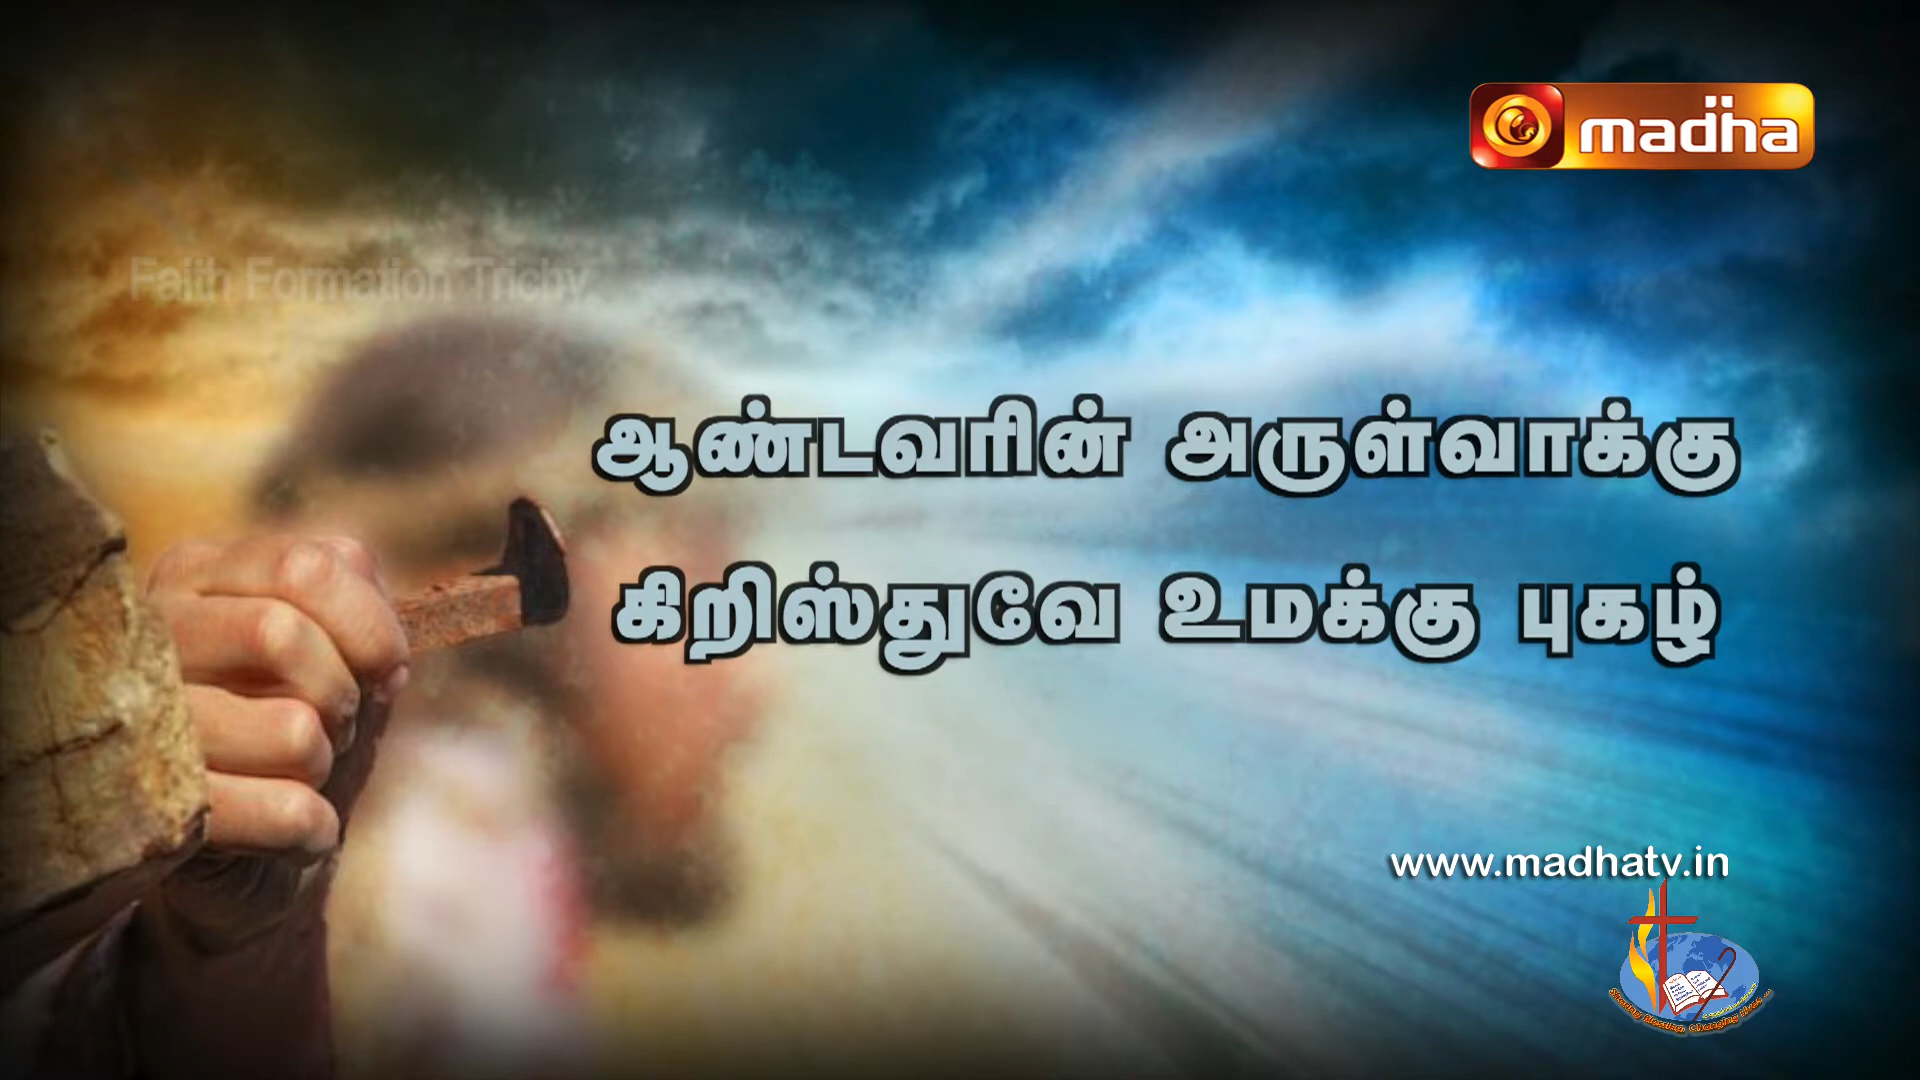 madha
Faith Formation Trichy
ஆண்டவரின் அருள்வாக்கு
கிறிஸ்துவே உமக்கு புகழ்
www.madhatv.in